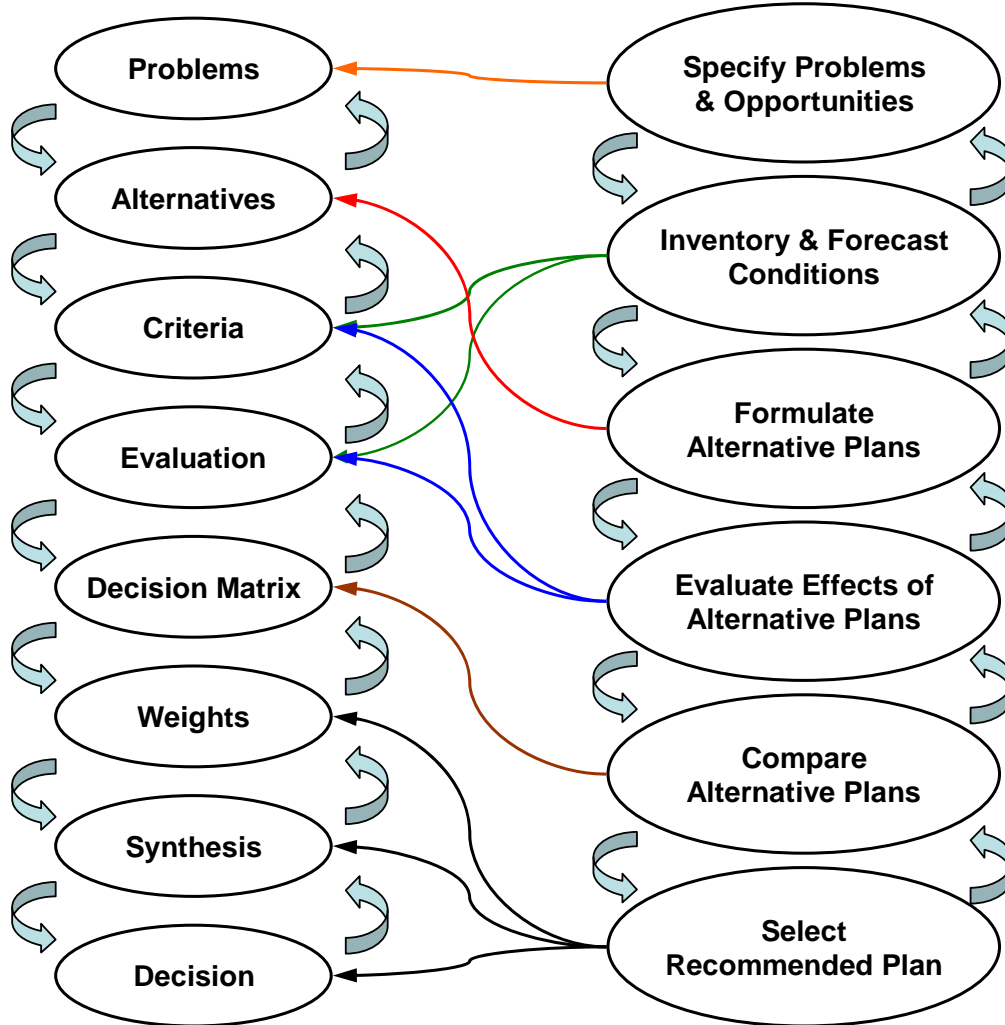 Problems
Alternatives
Criteria
Evaluation
Decision Matrix
Weights
Synthesis
Decision
Specify Problems
& Opportunities
Inventory & Forecast
Conditions
Formulate
Alternative Plans
Evaluate Effects of
Alternative Plans
Compare
Alternative Plans
Select
Recommended Plan